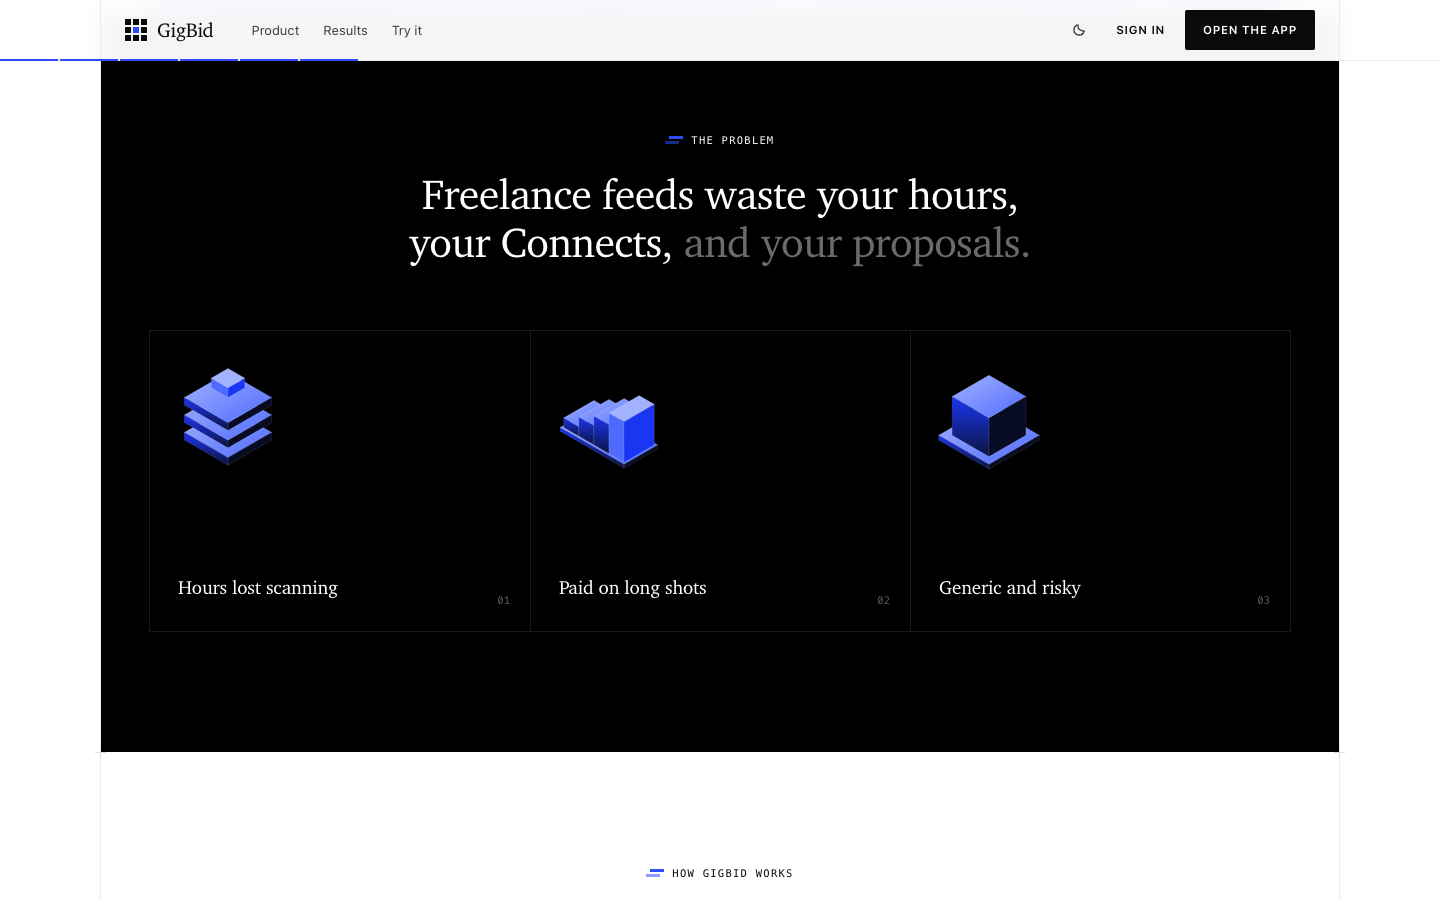 GigBid
Product
Results
Try it
SIGN IN
OPEN THE APP
THE PROBLEM
Freelance feeds waste your hours,
your Connects, and your proposals.
Hours lost scanning
01
Paid on long shots
02
Generic and risky
03
HOW GIGBID WORKS